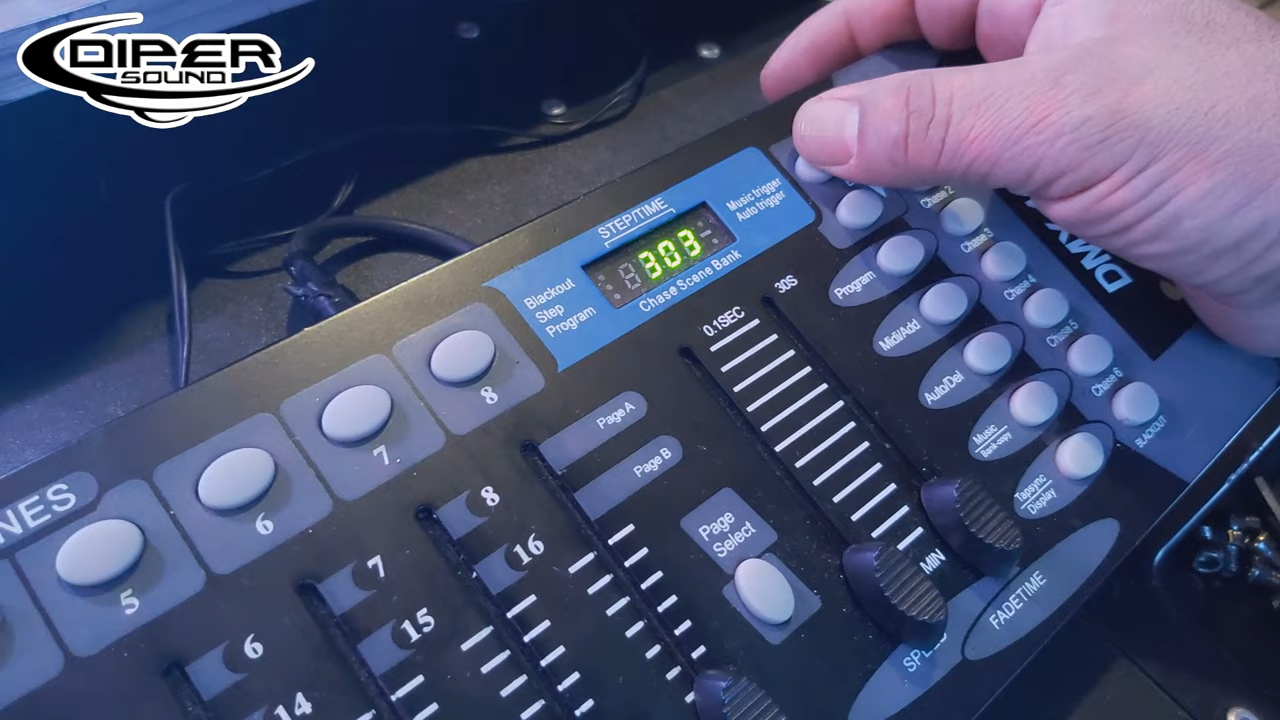 DIPER
SOUND
STEP/TIME
303
Music trigger
Auto trigger
Blackout
Step
Program
Chase Scene Bank
0.1SEC
30S
Program
Midi/Add
Auto/Del
Music
Bank-copy
Tapsync
Display
Chase 2
Chase 3
Chase 4
Chase 5
Chase 6
BLACKOUT
DMX
Page A
Page B
Page
Select
MIN
FADETIME
8
7
6
5
8
16
7
15
6
14